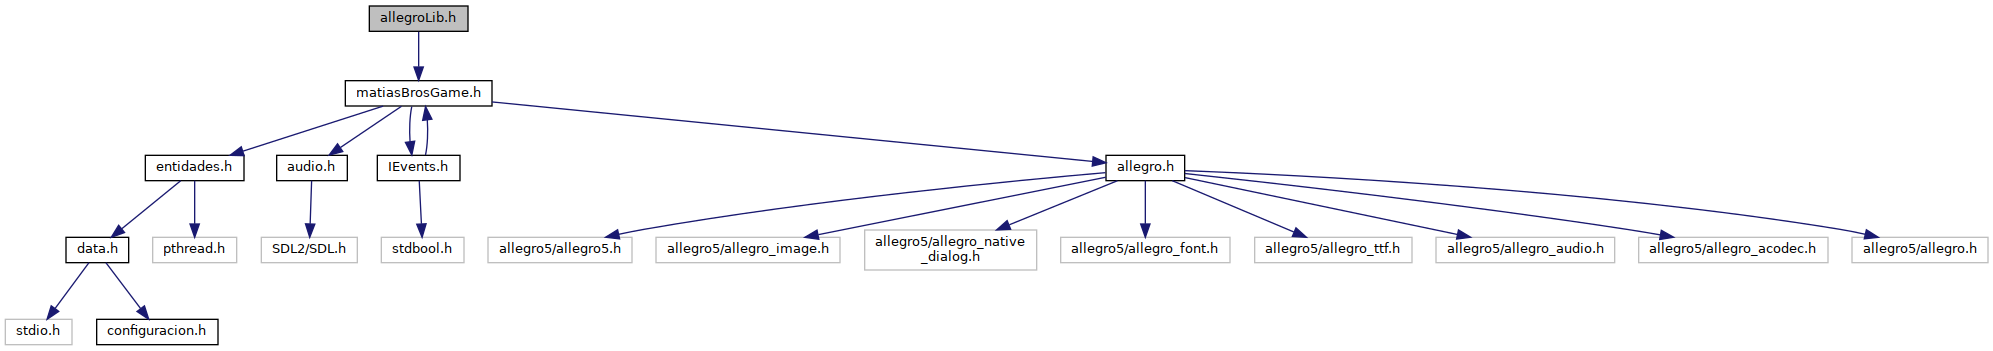 allegroLib.h
matiasBrosGame.h
entidades.h
audio.h
IEvents.h
allegro.h
data.h
pthread.h
SDL2/SDL.h
stdbool.h
allegro5/allegro5.h
allegro5/allegro_image.h
allegro5/allegro_native
_dialog.h
allegro5/allegro_font.h
allegro5/allegro_ttf.h
allegro5/allegro_audio.h
allegro5/allegro_acodec.h
allegro5/allegro.h
stdio.h
configuracion.h